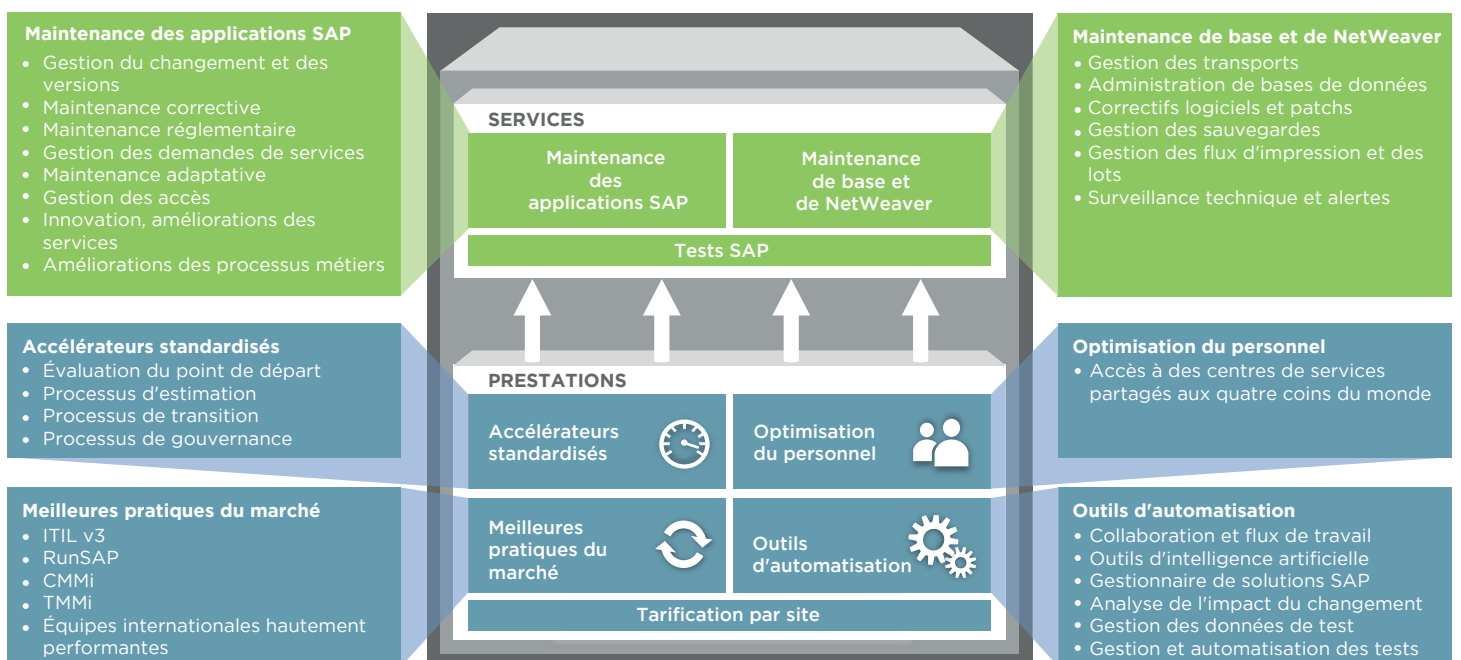 Maintenance des applications SAP
• Gestion du changement et des
versions
• Maintenance corrective
• Maintenance réglementaire
• Gestion des demandes de services
• Maintenance adaptative
• Gestion des accès
• Innovation, améliorations des
services
• Améliorations des processus métiers
SERVICES
Maintenance
des
applications SAP
Maintenance
de base et
de NetWeaver
Tests SAP
Maintenance de base et de NetWeaver
• Gestion des transports
• Administration de bases de données
• Correctifs logiciels et patchs
• Gestion des sauvegardes
• Gestion des flux d'impression et des
lots
• Surveillance technique et alertes
Accélérateurs standardisés
• Évaluation du point de départ
• Processus d'estimation
• Processus de transition
• Processus de gouvernance
PRESTATIONS
Accélérateurs
standardisés
Optimisation
du personnel
Meilleures
pratiques du
marché
Outils
d'automatisation
Tarification par site
Optimisation du personnel
• Accès à des centres de services
partagés aux quatre coins du monde
Meilleures pratiques du marché
• ITIL v3
• RunSAP
• CMMi
• TMMi
• Équipes internationales hautement
performantes
Outils d'automatisation
• Collaboration et flux de travail
• Outils d'intelligence artificielle
• Gestionnaire de solutions SAP
• Analyse de l'impact du changement
• Gestion des données de test
• Gestion et automatisation des tests